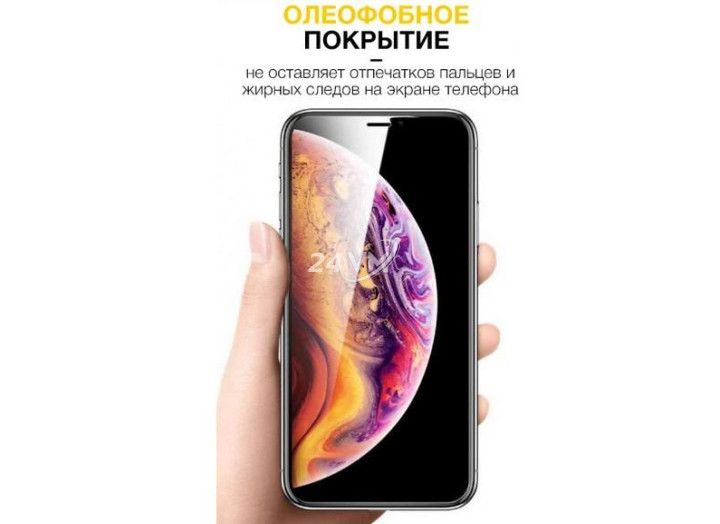 ОЛЕОФОБНОЕ
ПОКРЫТИЕ
не оставляет отпечатков пальцев и
жирных следов на экране телефона